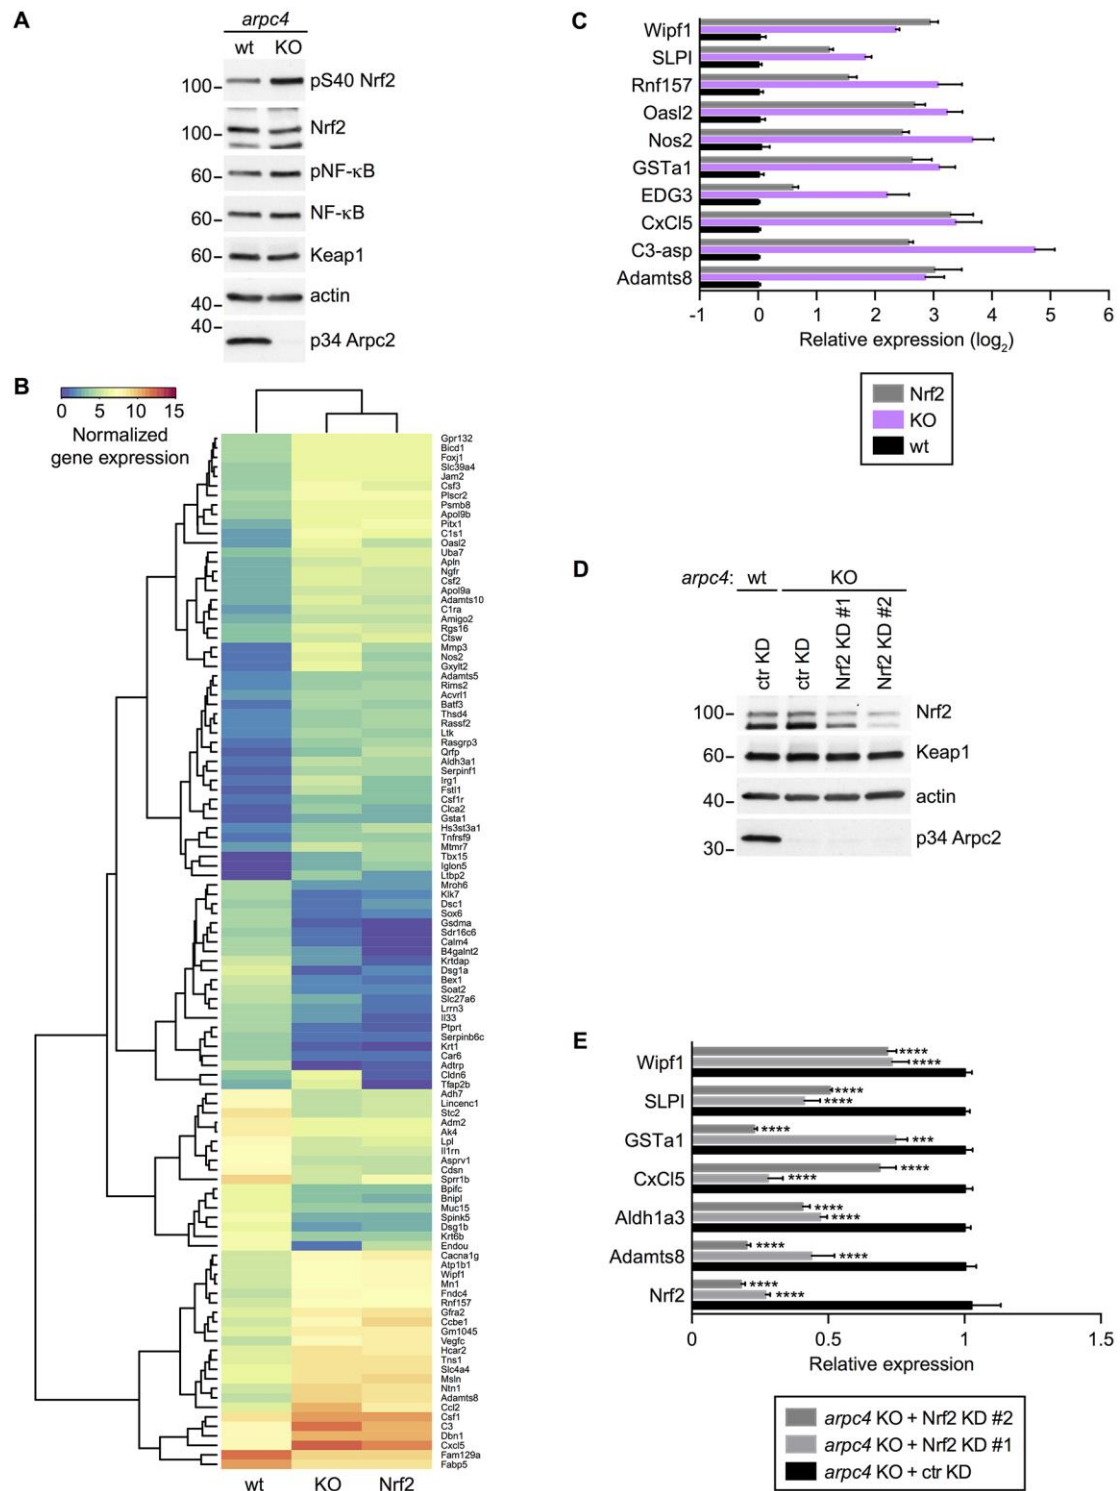 A
arpc4
wt KO
100 pS40 Nrf2
100 Nrf2
60 pNF-κB
60 NF-κB
60 Keap1
40 actin
40
p34 Arpc2
B
0 5 10 15
Normalized
gene expression
Gpr132
Bicd1
Foxj1
Slc39a4
Jam2
Csf3
Plscr2
Psmb8
Apol9b
Pitx1
C1s1
Oasl2
Uba7
Apln
Ngfr
Csf2
Apol9a
Adamts10
C1ra
Amigo2
Rgs16
Ctsw
Mmp3
Nos2
Gxylt2
Adamts5
Rims2
Acvrl1
Batf3
Thsd4
Rassf2
Ltk
Rasgrp3
Qrfp
Aldh3a1
Serpinf1
Irg1
Fstl1
Csf1r
Clca2
Gsta1
Hs3st3a1
Tnfrsf9
Mtmr7
Tbx15
Iglon5
Ltbp2
Mroh6
Klk7
Dsc1
Sox6
Gsdma
Sdr16c6
Calm4
B4galnt2
Krtdap
Dsg1a
Bex1
Soat2
Slc27a6
Lrrn3
Il33
Ptprt
Serpinb6c
Krt1
Car6
Adtrp
Cldn6
Tfap2b
Adh7
Lincenc1
Stc2
Adm2
Ak4
Lpl
Il1rn
Asprv1
Cdsn
Sprr1b
Bpifc
Bnipl
Muc15
Spink5
Dsg1b
Krt6b
Endou
Cacna1g
Atp1b1
Wipf1
Mn1
Fndc4
Rnf157
Gfra2
Ccbe1
Gm1045
Vegfc
Hcar2
Tns1
Slc4a4
Msln
Ntn1
Adamts8
Ccl2
Csf1
C3
Dbn1
Cxcl5
Fam129a
Fabp5
wt KO Nrf2
C
Wipf1
SLPI
Rnf157
Oasl2
Nos2
GSTa1
EDG3
CxCl5
C3-asp
Adamts8
-1 0 1 2 3 4 5 6
Relative expression (log2)
Nrf2
KO
wt
D
arpc4: wt KO
ctr KD ctr KD Nrf2 KD #1 Nrf2 KD #2
100 Nrf2
60 Keap1
40 actin
30 p34 Arpc2
E
****
Wipf1 ****
****
SLPI ****
****
GSTa1 ***
****
CxCl5 ****
****
Aldh1a3 ****
****
Adamts8 ****
****
Nrf2 ****
0 0.5 1 1.5
Relative expression
arpc4 KO + Nrf2 KD #2
arpc4 KO + Nrf2 KD #1
arpc4 KO + ctr KD